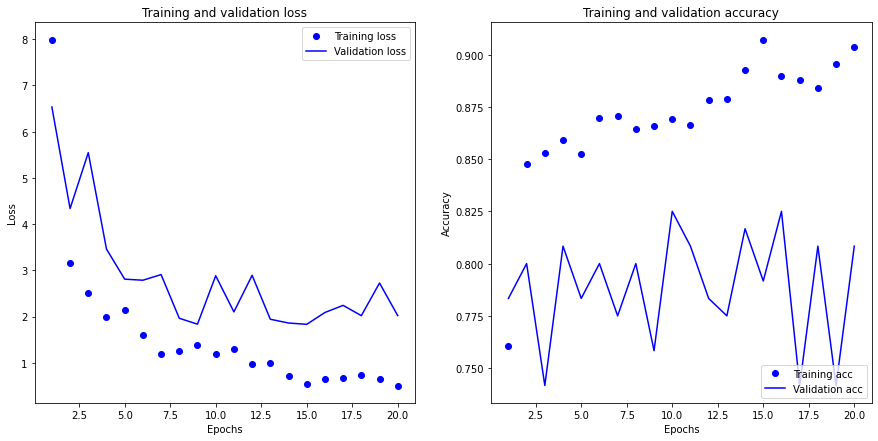 Training and validation loss
Training loss
Validation loss
8
7
6
5
4
3
2
1
Loss
2.5 5.0 7.5 10.0 12.5 15.0 17.5 20.0
Epochs
Training and validation accuracy
0.900
0.875
0.850
0.825
0.800
0.775
0.750
Accuracy
Training acc
Validation acc
2.5 5.0 7.5 10.0 12.5 15.0 17.5 20.0
Epochs